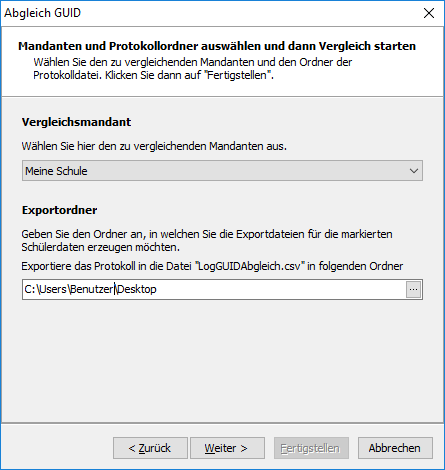 Abgleich GUID
Mandanten und Protokollordner auswählen und dann Vergleich starten
Wählen Sie den zu vergleichenden Mandanten und den Ordner der
Protokolldatei. Klicken Sie dann auf "Fertigstellen".
Vergleichsmandant
Wählen Sie hier den zu vergleichenden Mandanten aus.
Meine Schule
Exportordner
Geben Sie den Ordner an, in welchen Sie die Exportdateien für die markierten
Schülerdaten erzeugen möchten.
Exportiere das Protokoll in die Datei "LogGUIDAbgleich.csv" in folgenden Ordner
C:\Users\Benutzer\Desktop
...
< Zurück Weiter > Fertigstellen Abbrechen